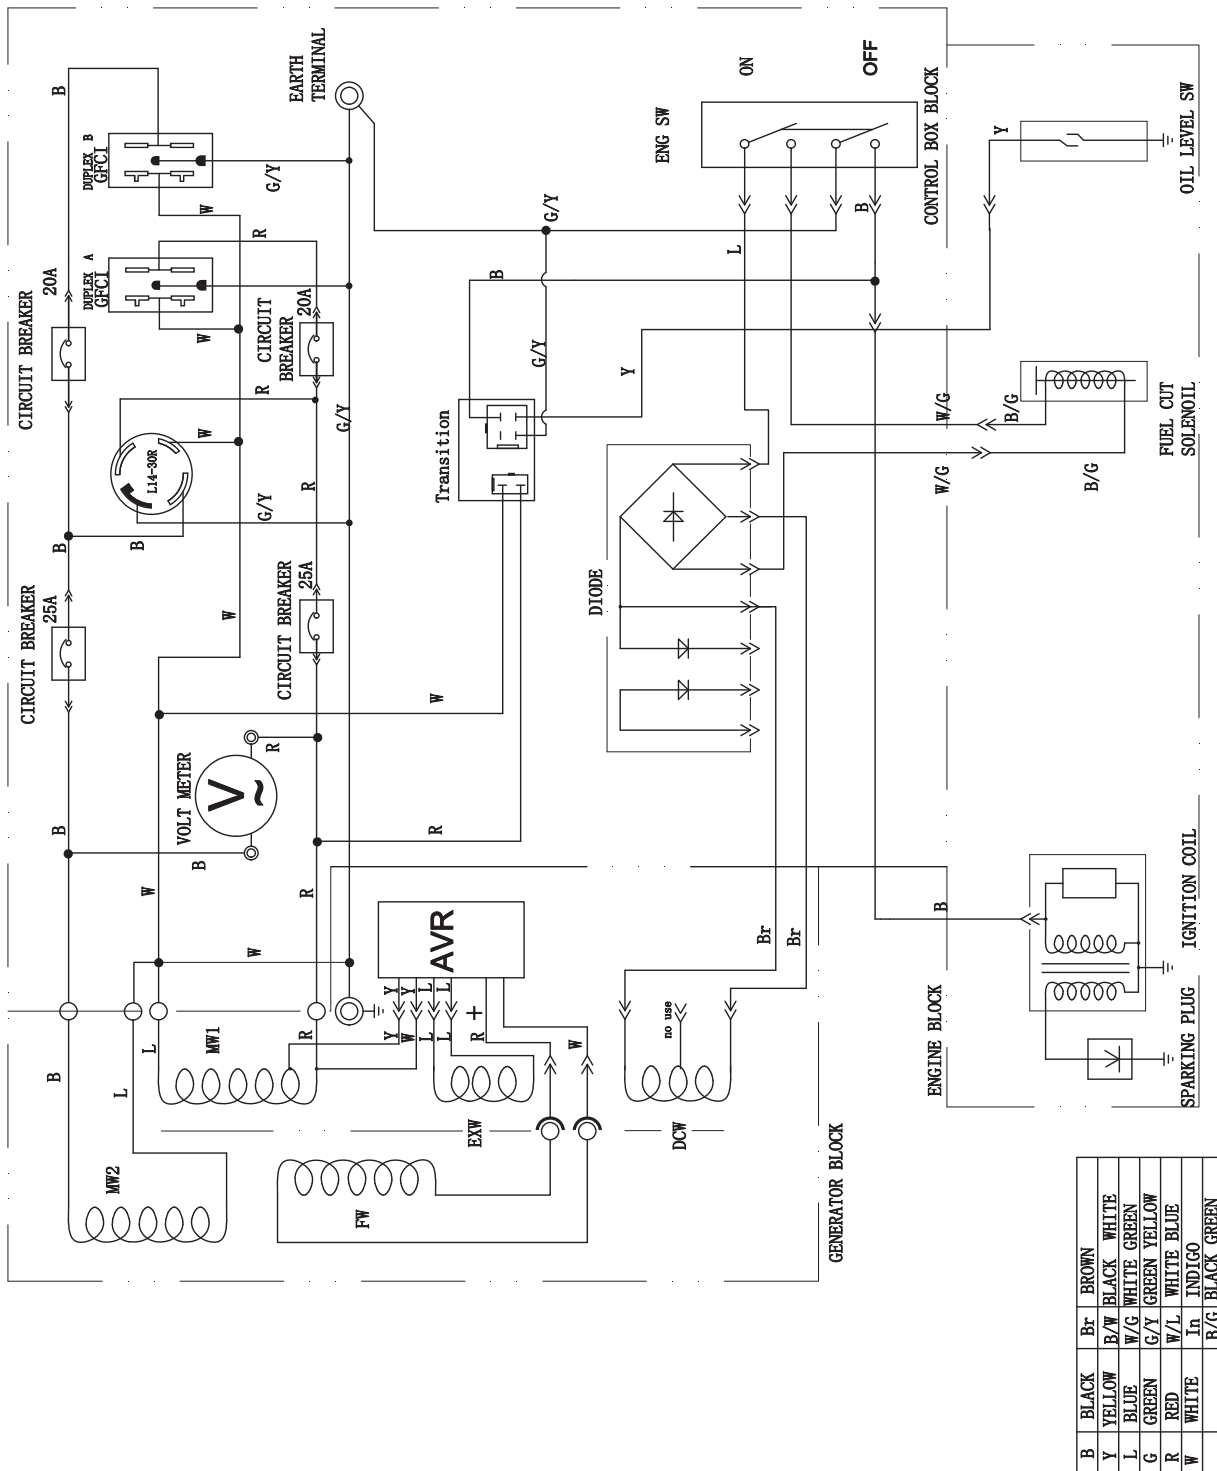 B
DUPLEX B
GFCI
EARTH
TERMINAL
G/Y
W
R
DUPLEX A
GFCI
W
CIRCUIT BREAKER
20A
CIRCUIT
BREAKER
20A
R
W
G/Y
L14-30R
G/Y
R
B
B
CIRCUIT BREAKER
25A
CIRCUIT BREAKER
25A
W
W
VOLT METER
V
~
R
B
B
R
W
R
W
ENG SW
ON
OFF
CONTROL BOX BLOCK
G/Y
B
L
B
G/Y
Y
Transition
DIODE
Y
OIL LEVEL SW
W/G
B/G
FUEL CUT
SOLENOIL
W/G
B/G
AVR
Y
Y
L
L
+
Y
W
L
L
R
W
Br
Br
no use
B
ENGINE BLOCK
IGNITION COIL
SPARKING PLUG
B
L
L
MW1
R
MW2
EXW
FW
DCW
GENERATOR BLOCK
B BLACK Br BROWN
Y YELLOW B/W BLACK WHITE
L BLUE W/G WHITE GREEN
G GREEN G/Y GREEN YELLOW
R RED W/L WHITE BLUE
W WHITE In INDIGO
B/G BLACK GREEN